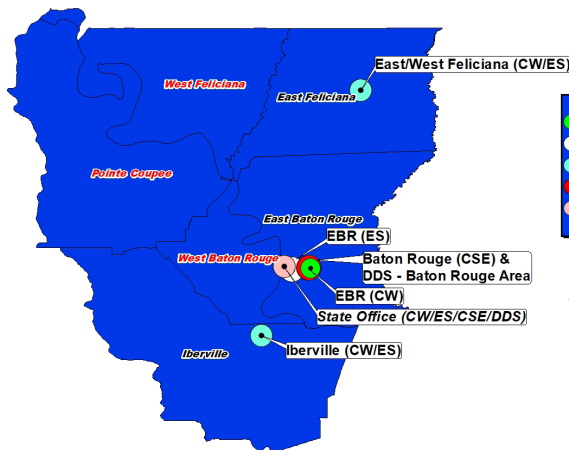 East/West Feliciana (CW/ES)
West Feliciana
East Feliciana
Pointe Coupee
East Baton Rouge
EBR (ES)
West Baton Rouge
Baton Rouge (CSE) &
DDS - Baton Rouge Area
EBR (CW)
State Office (CW/ES/CSE/DDS)
Iberville
Iberville (CW/ES)